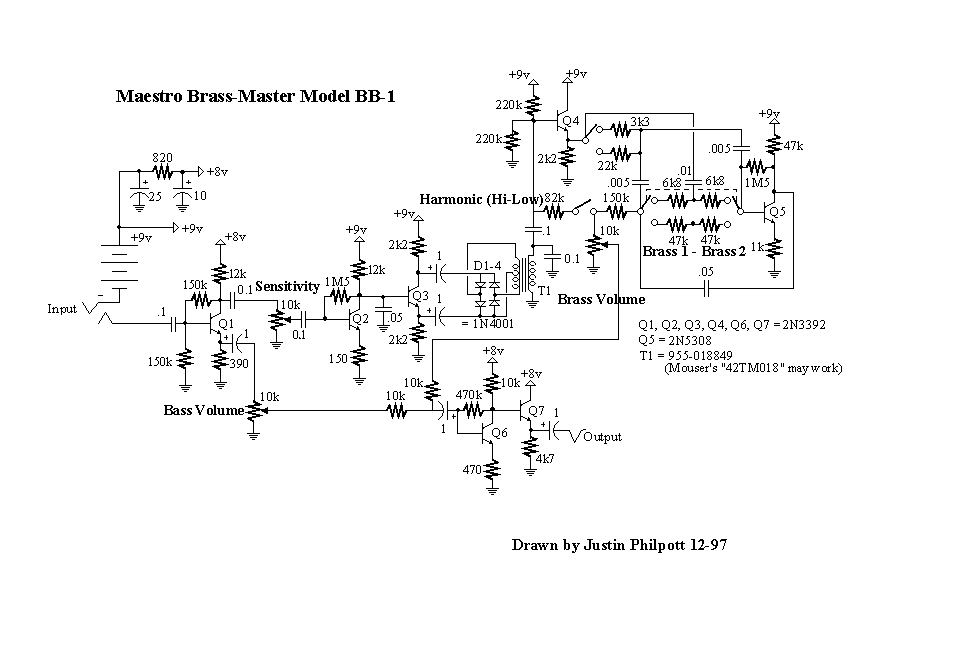 Maestro Brass-Master Model BB-1
+9v
+9v
220k
Q4
220k
2k2
3k3
22k
+9v
47k
.005
1M5
820
+8v
25
10
+9v
+9v
.005
.01
6k8
6k8
Q5
1k
Harmonic (Hi-Low)
82k
150k
10k
47k
47k
Brass 1 - Brass 2
.05
.1
0.1
T1
Brass Volume
+8v
12k
150k
0.1
Sensitivity
10k
0.1
+9v
12k
1M5
+9v
2k2
Q3
1
1
D1-4
= 1N4001
.05
2k2
Input
.1
Q1
1
390
150k
Q2
150
Q1, Q2, Q3, Q4, Q6, Q7 = 2N3392
Q5 = 2N5308
T1 = 955-018849
(Mouser's "42TM018" may work)
Bass Volume
10k
10k
10k
1
470k
+8v
10k
+8v
Q7
Q6
470
4k7
1
Output
Drawn by Justin Philpott 12-97